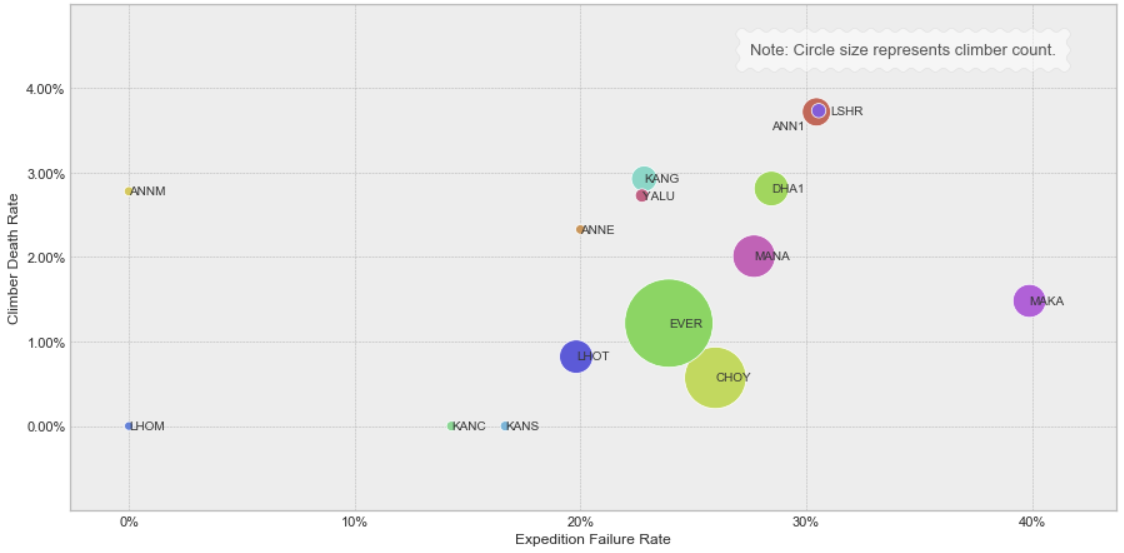 Note: Circle size represents climber count.
4.00%
LSHR
ANN1
3.00%
KANG
ANNM
DHA1
YALU
ANNE
2.00%
MANA
MAKA
EVER
1.00%
LHOT
CHOY
0.00%
LHOM
KANC
KANS
Climber Death Rate
0%
10%
20%
30%
40%
Expedition Failure Rate